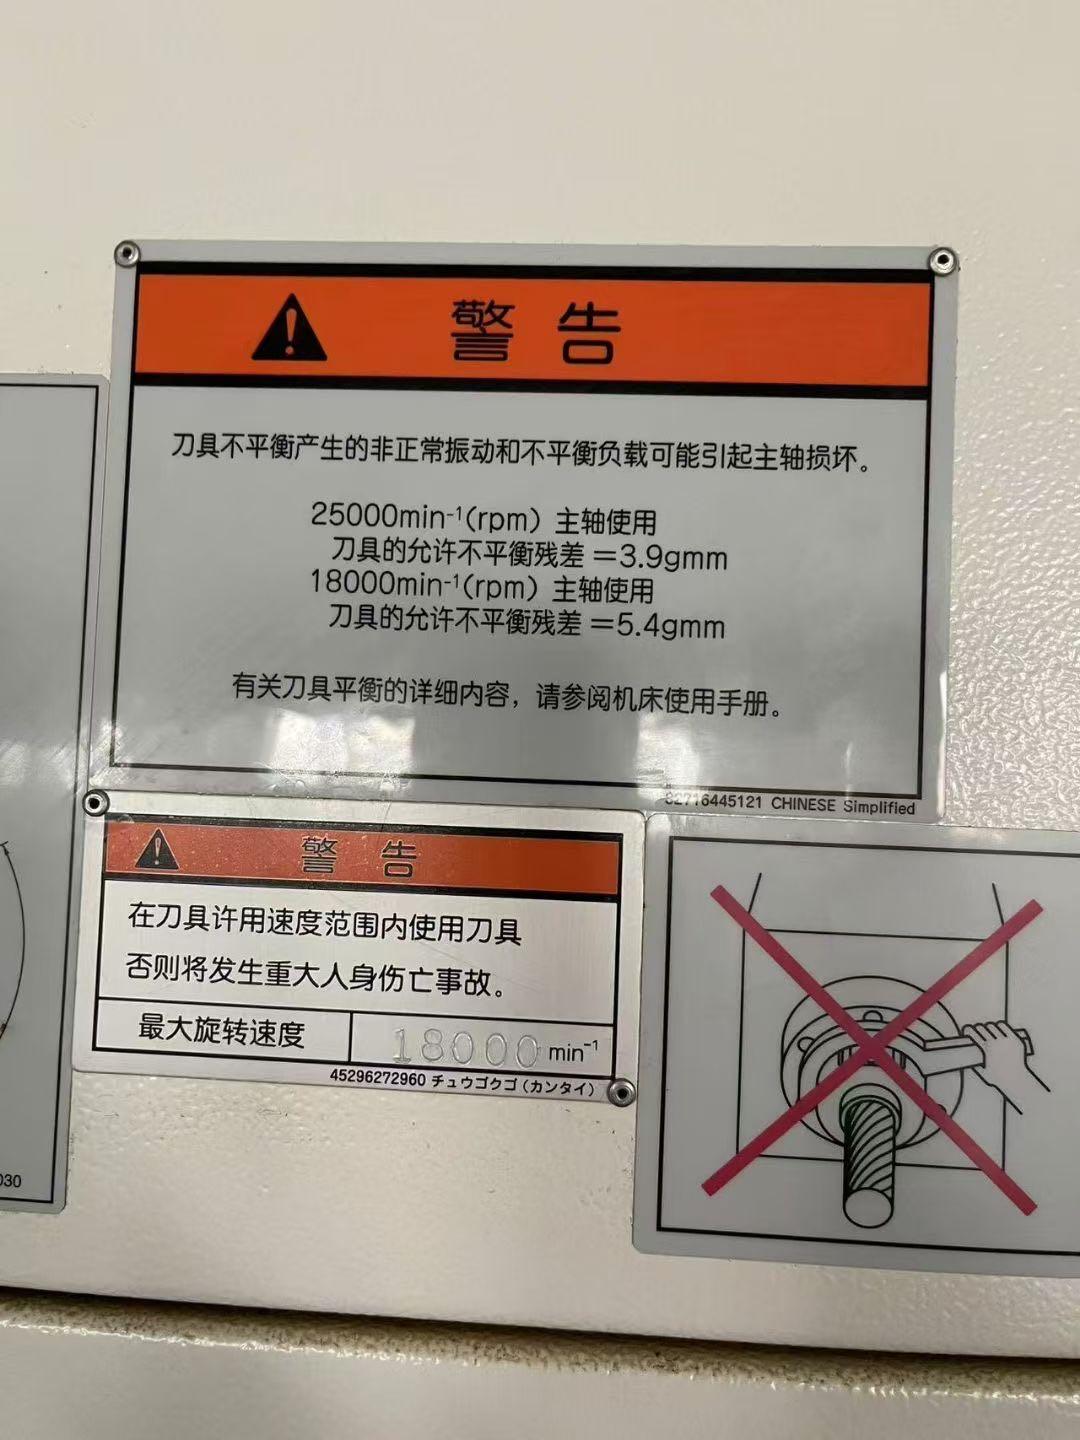 警告
刀具不平衡产生的非正常振动和不平衡负载可能引起主轴损坏。
25000min⁻¹(rpm) 主轴使用
刀具的允许不平衡残差=3.9gmm
18000min⁻¹(rpm) 主轴使用
刀具的允许不平衡残差=5.4gmm
有关刀具平衡的详细内容，请参阅机床使用手册。
82716445121 CHINESE Simplified
警告
在刀具许用速度范围内使用刀具
否则将发生重大人身伤亡事故。
最大旋转速度 18000 min⁻¹
45296272960 チュウゴクゴ(カンタイ)
030